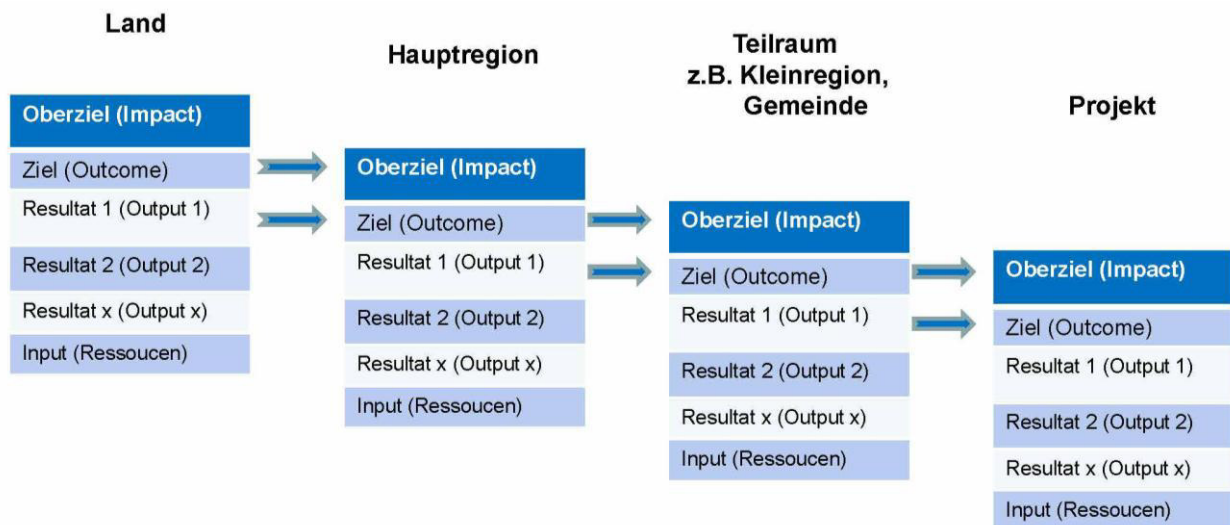 Land
Oberziel (Impact)
Ziel (Outcome)
Resultat 1 (Output 1)
Resultat 2 (Output 2)
Resultat x (Output x)
Input (Ressoucen)
Hauptregion
Oberziel (Impact)
Ziel (Outcome)
Resultat 1 (Output 1)
Resultat 2 (Output 2)
Resultat x (Output x)
Input (Ressoucen)
Teilraum
z.B. Kleinregion,
Gemeinde
Oberziel (Impact)
Ziel (Outcome)
Resultat 1 (Output 1)
Resultat 2 (Output 2)
Resultat x (Output x)
Input (Ressoucen)
Projekt
Oberziel (Impact)
Ziel (Outcome)
Resultat 1 (Output 1)
Resultat 2 (Output 2)
Resultat x (Output x)
Input (Ressoucen)